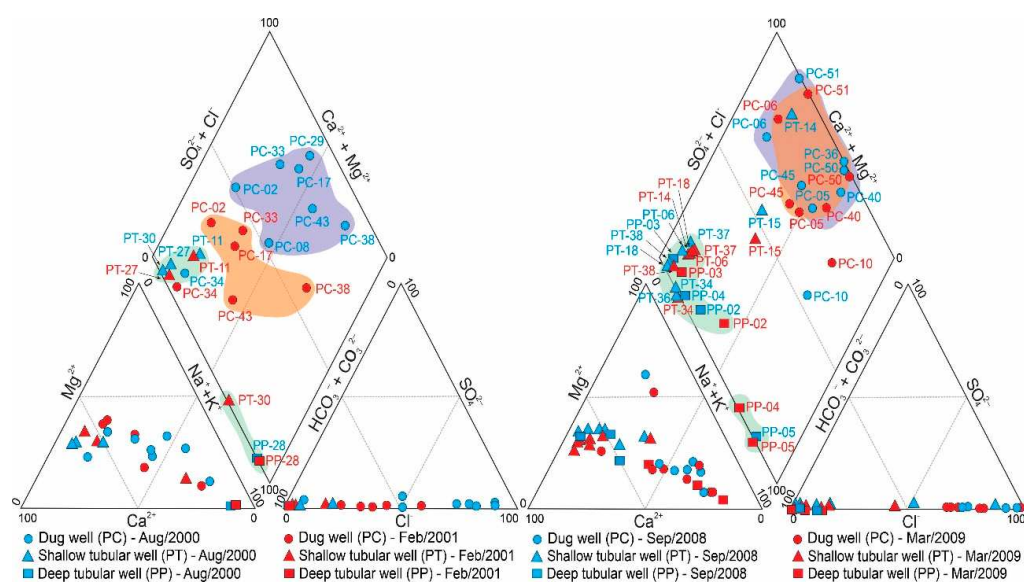 100
SO₄²⁻ + Cl⁻
Ca²⁺ + Mg²⁺
PC-29
PC-33
PC-17
PC-02
PC-43
PC-38
PC-08
PC-02
PC-33
PC-17
PC-38
PC-43
PT-30
PT-27
PT-11
PT-27
PT-11
PC-34
PC-34
0
0
100
100
Mg²⁺
Na⁺+K⁺
HCO₃⁻ + CO₃²⁻
SO₄²⁻
PT-30
PP-28
PP-28
100
0
0
100
Ca²⁺
0
0
Cl⁻
100
Dug well (PC) - Aug/2000
Shallow tubular well (PT) - Aug/2000
Deep tubular well (PP) - Aug/2000
Dug well (PC) - Feb/2001
Shallow tubular well (PT) - Feb/2001
Deep tubular well (PP) - Feb/2001
100
SO₄²⁻ + Cl⁻
Ca²⁺ + Mg²⁺
PC-51
PC-51
PC-06
PC-06
PT-14
PC-36
PC-50
PC-50
PC-45
PC-45
PC-05
PC-05
PC-40
PC-40
PT-15
PT-15
PC-10
PC-10
PT-18
PT-14
PT-06
PP-03
PT-38
PT-18
PT-37
PT-37
PT-06
PT-38
PP-03
PT-34
PT-36
PP-04
PT-34
PP-02
PP-02
0
0
100
100
Mg²⁺
Na⁺+K⁺
HCO₃⁻ + CO₃²⁻
SO₄²⁻
PP-04
PP-05
PP-05
100
0
0
100
Ca²⁺
0
0
Cl⁻
100
Dug well (PC) - Sep/2008
Shallow tubular well (PT) - Sep/2008
Deep tubular well (PP) - Sep/2008
Dug well (PC) - Mar/2009
Shallow tubular well (PT) - Mar/2009
Deep tubular well (PP) - Mar/2009